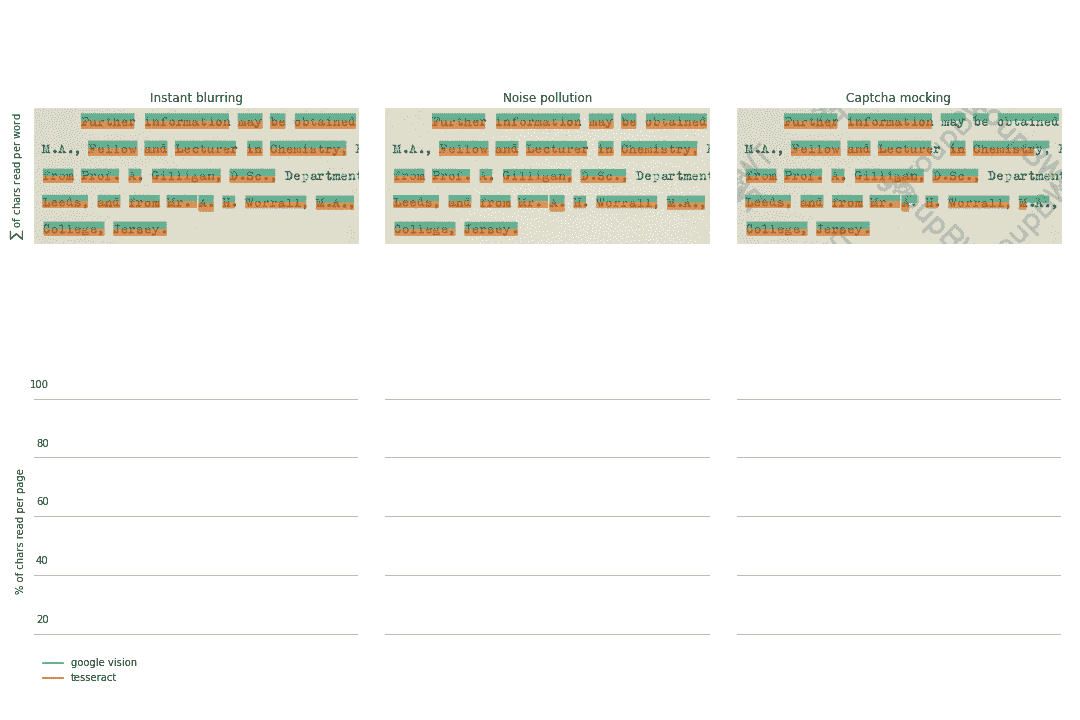 Instant blurring
Noise pollution
Captcha mocking
∑ of chars read per word
Further information may be obtained
M.A., Fellow and Lecturer in Chemistry,
from Prof. A. Gilligan, D.Sc., Department
Leeds, and from Mr. A. H. Worrall, M.A.,
College, Jersey.
Further information may be obtained
M.A., Fellow and Lecturer in Chemistry,
from Prof. A. Gilligan, D.Sc., Department
Leeds, and from Mr. A. H. Worrall, M.A.,
College, Jersey.
Further information may be obtained
M.A., Fellow and Lecturer in Chemistry,
from Prof. A. Gilligan, D.Sc., Department
Leeds, and from Mr. A. H. Worrall, M.A.,
College, Jersey.
% of chars read per page
100
80
60
40
20
google vision
tesseract